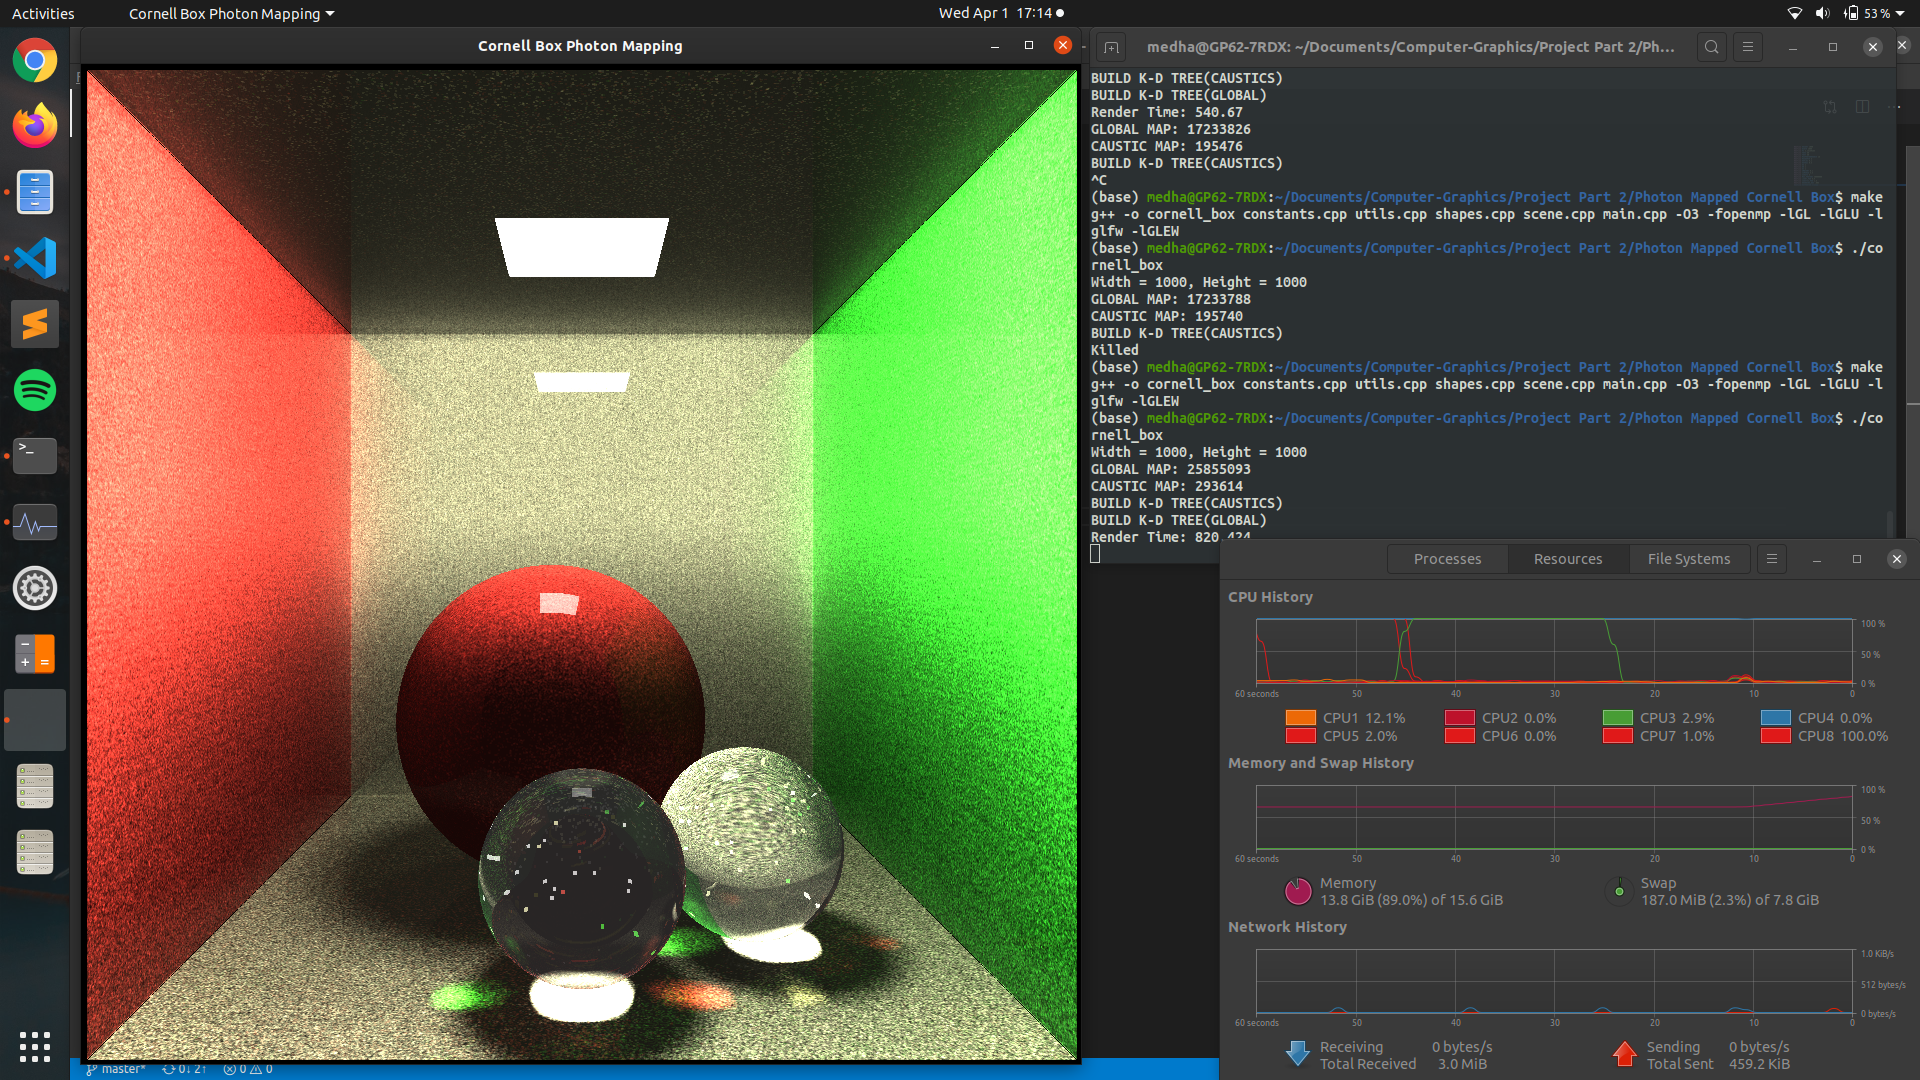 Activities
Cornell Box Photon Mapping
Wed Apr 1 17:14
53 %
Cornell Box Photon Mapping
medha@GP62-7RDX: ~/Documents/Computer-Graphics/Project Part 2/Ph...
BUILD K-D TREE(CAUSTICS)
BUILD K-D TREE(GLOBAL)
Render Time: 540.67
GLOBAL MAP: 17233826
CAUSTIC MAP: 195476
BUILD K-D TREE(CAUSTICS)
^C
(base) medha@GP62-7RDX:~/Documents/Computer-Graphics/Project Part 2/Photon Mapped Cornell Box$ make
g++ -o cornell_box constants.cpp utils.cpp shapes.cpp scene.cpp main.cpp -O3 -fopenmp -lGL -lGLU -l
glfw -lGLEW
(base) medha@GP62-7RDX:~/Documents/Computer-Graphics/Project Part 2/Photon Mapped Cornell Box$ ./co
rnell_box
Width = 1000, Height = 1000
GLOBAL MAP: 17233788
CAUSTIC MAP: 195740
BUILD K-D TREE(CAUSTICS)
Killed
(base) medha@GP62-7RDX:~/Documents/Computer-Graphics/Project Part 2/Photon Mapped Cornell Box$ make
g++ -o cornell_box constants.cpp utils.cpp shapes.cpp scene.cpp main.cpp -O3 -fopenmp -lGL -lGLU -l
glfw -lGLEW
(base) medha@GP62-7RDX:~/Documents/Computer-Graphics/Project Part 2/Photon Mapped Cornell Box$ ./co
rnell_box
Width = 1000, Height = 1000
GLOBAL MAP: 25855093
CAUSTIC MAP: 293614
BUILD K-D TREE(CAUSTICS)
BUILD K-D TREE(GLOBAL)
Render Time: 820.424
Processes
Resources
File Systems
CPU History
100 %
50 %
0 %
60 seconds 50 40 30 20 10 0
CPU1 12.1% CPU2 0.0% CPU3 2.9% CPU4 0.0%
CPU5 2.0% CPU6 0.0% CPU7 1.0% CPU8 100.0%
Memory and Swap History
100 %
50 %
0 %
60 seconds 50 40 30 20 10 0
Memory
13.8 GiB (89.0%) of 15.6 GiB
Swap
187.0 MiB (2.3%) of 7.8 GiB
Network History
1.0 KiB/s
512 bytes/s
0 bytes/s
60 seconds 50 40 30 20 10 0
Receiving 0 bytes/s
Total Received 3.0 MiB
Sending 0 bytes/s
Total Sent 459.2 KiB
master* 0↓ 2↑ 0 0